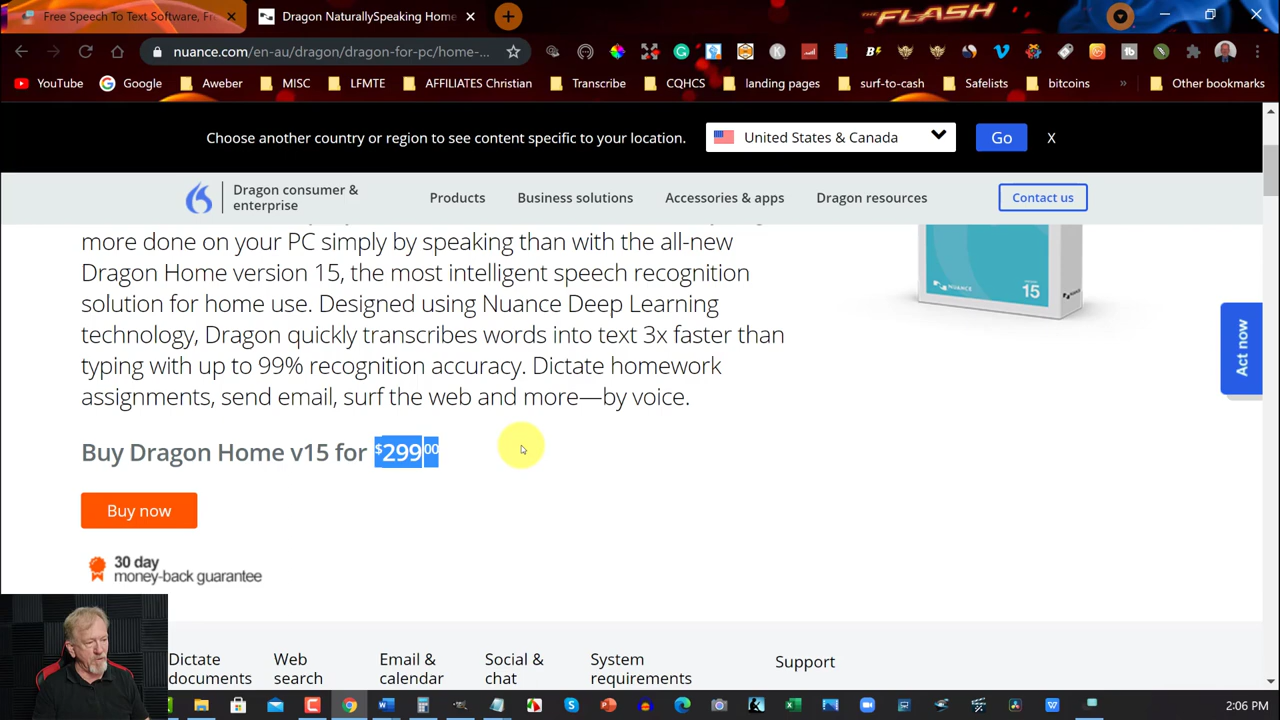 Free Speech To Text Software, Fr
Dragon NaturallySpeaking Home
THE FLASH
nuance.com/en-au/dragon/dragon-for-pc/home-...
YouTube
Google
Aweber
MISC
LFMTE
AFFILIATES Christian
Transcribe
CQHCS
landing pages
surf-to-cash
Safelists
bitcoins
»
Other bookmarks
Choose another country or region to see content specific to your location.
United States & Canada
Go
X
Dragon consumer &
enterprise
Products
Business solutions
Accessories & apps
Dragon resources
Contact us
more done on your PC simply by speaking than with the all-new
Dragon Home version 15, the most intelligent speech recognition
solution for home use. Designed using Nuance Deep Learning
technology, Dragon quickly transcribes words into text 3x faster than
typing with up to 99% recognition accuracy. Dictate homework
assignments, send email, surf the web and more—by voice.
NUANCE
15
Act now
Buy Dragon Home v15 for $29900
Buy now
30 day
money-back guarantee
Dictate
documents
Web
search
Email &
calendar
Social &
chat
System
requirements
Support
2:06 PM